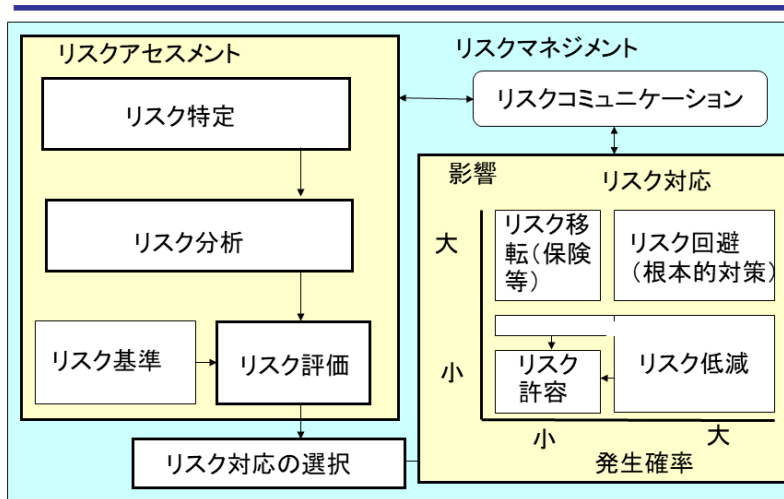 リスクアセスメント
リスクマネジメント
リスク特定
リスクコミュニケーション
影響
リスク対応
リスク分析
大
リスク移
転(保険
等)
リスク回避
(根本的対策)
リスク基準
リスク評価
小
リスク
許容
リスク低減
小
大
リスク対応の選択
発生確率